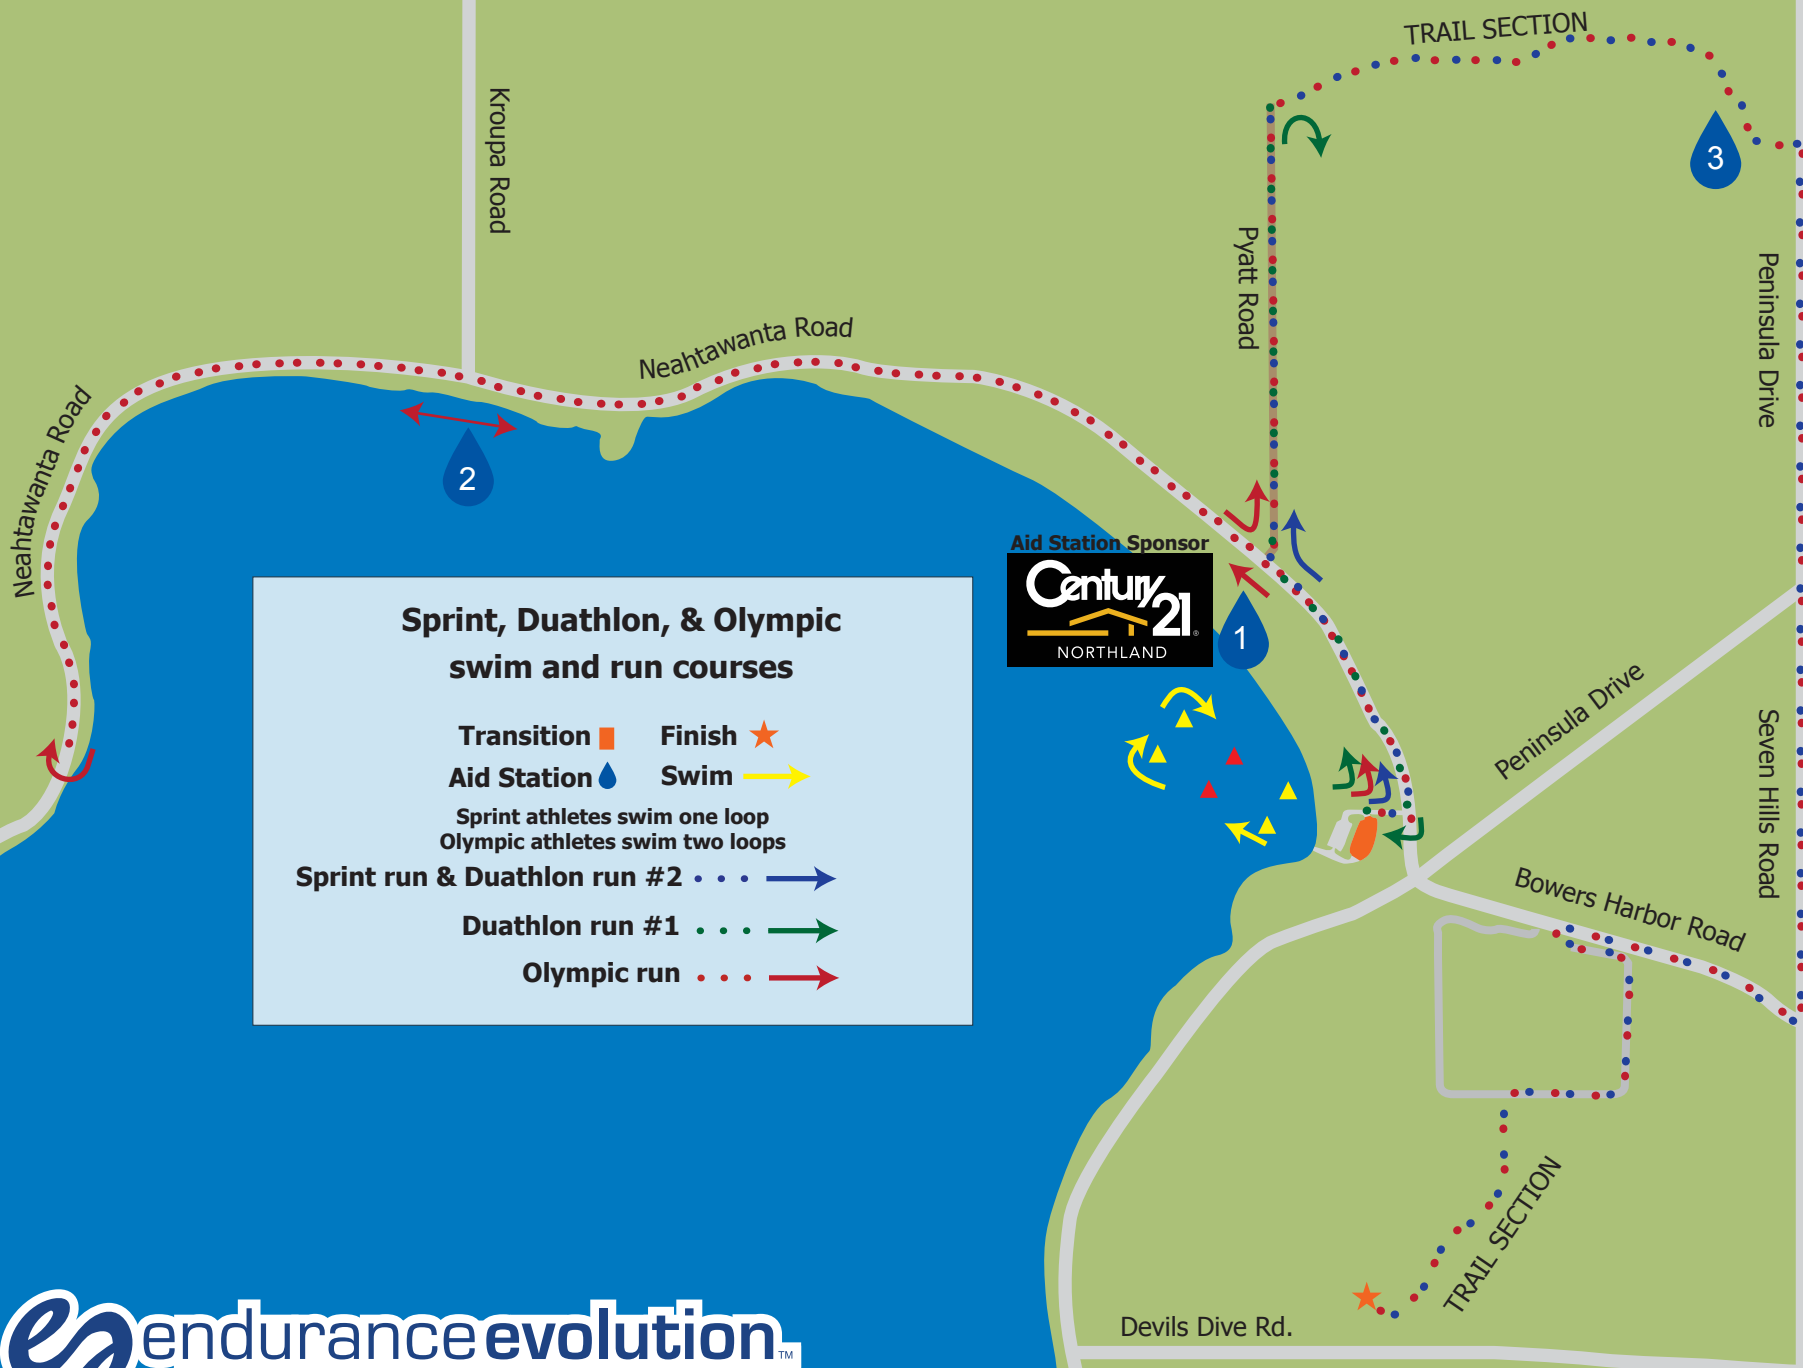 TRAIL SECTION
Kroupa Road
3
Pyatt Road
Peninsula Drive
Neahtawanta Road
Neahtawanta Road
2
Aid Station Sponsor
Century 21®
NORTHLAND
1
Sprint, Duathlon, & Olympic
swim and run courses
Transition
Finish
Aid Station
Swim
Sprint athletes swim one loop
Olympic athletes swim two loops
Sprint run & Duathlon run #2
Duathlon run #1
Olympic run
Peninsula Drive
Seven Hills Road
Bowers Harbor Road
TRAIL SECTION
Devils Dive Rd.
endurance evolution™